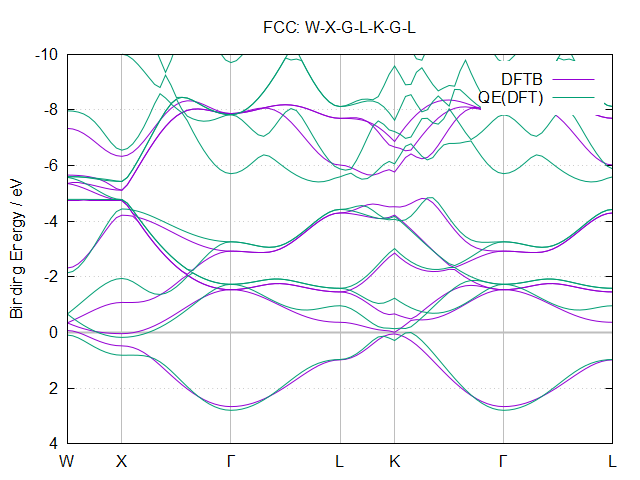 FCC: W-X-G-L-K-G-L
DFTB
QE(DFT)
Binding Energy / eV
-10
-8
-6
-4
-2
0
2
4
W X Γ L K Γ L